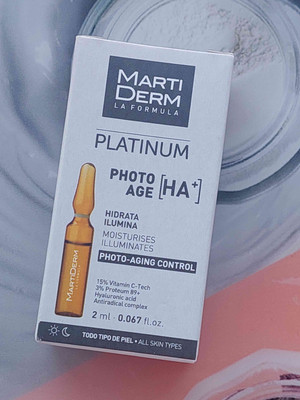 MARTI
DERM
LA FORMULA
PLATINUM
PHOTO
AGE [HA+]
HIDRATA
ILUMINA
MOISTURISES
ILLUMINATES
PHOTO-AGING CONTROL
MARTIDERM
15% Vitamin C-Tech
3% Proteum 89+
Hyaluronic acid
Antiradical complex
2 ml · 0.067 fl.oz.
TODO TIPO DE PIEL • ALL SKIN TYPES